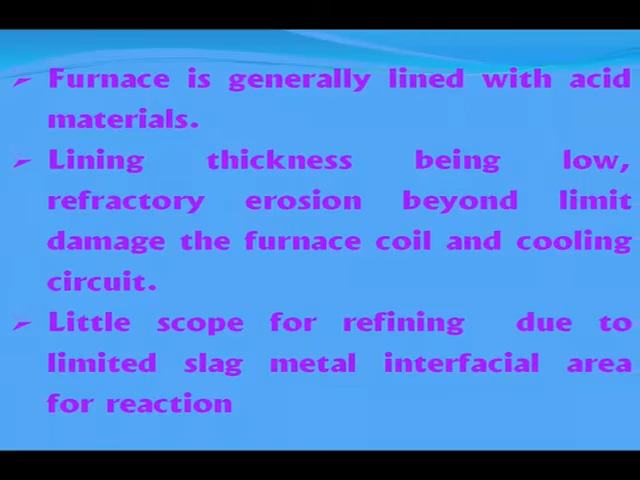 Furnace is generally lined with acid
materials.
Lining thickness being low,
refractory erosion beyond limit
damage the furnace coil and cooling
circuit.
Little scope for refining due to
limited slag metal interfacial area
for reaction